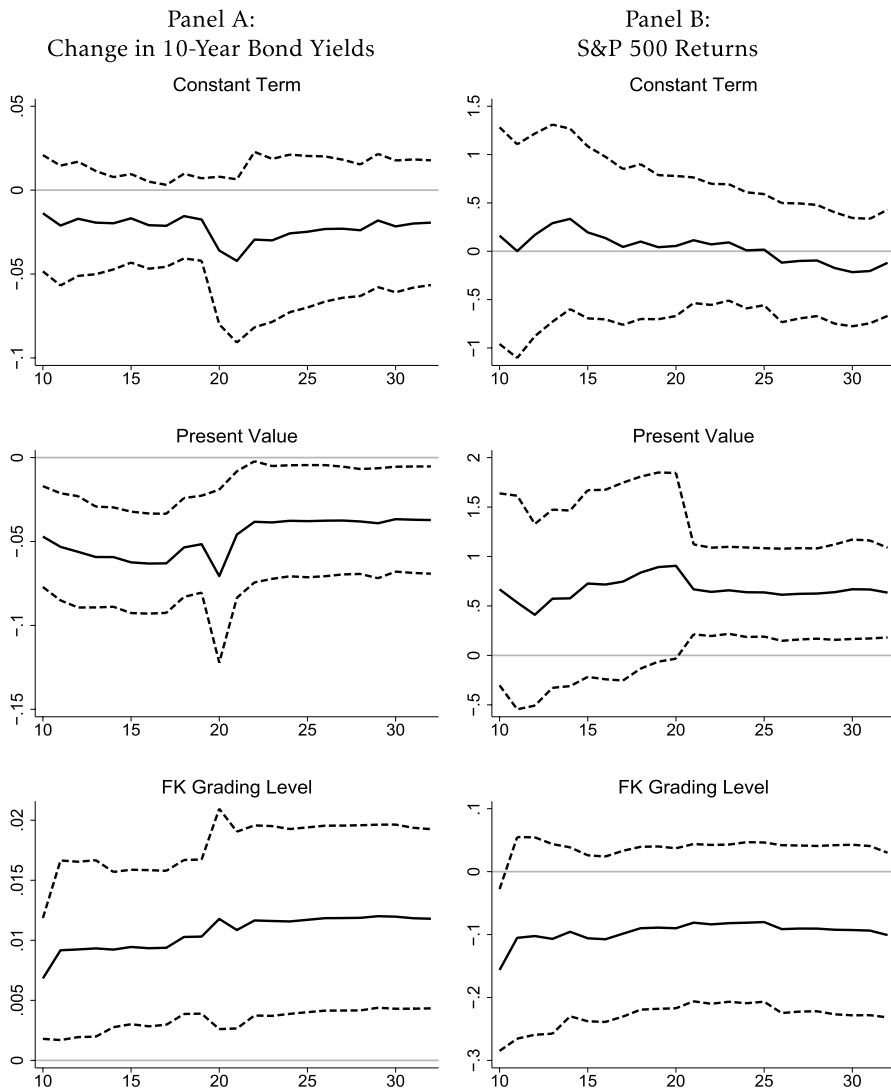 Panel A:
Change in 10-Year Bond Yields
Constant Term
.05
0
−.05
−.1
10 15 20 25 30
Present Value
0
−.05
−.1
−.15
10 15 20 25 30
FK Grading Level
.02
.015
.01
.005
0
10 15 20 25 30
Panel B:
S&P 500 Returns
Constant Term
1.5
1
.5
0
−.5
−1
10 15 20 25 30
Present Value
2
1.5
1
.5
0
−.5
10 15 20 25 30
FK Grading Level
.1
0
−.1
−.2
−.3
10 15 20 25 30